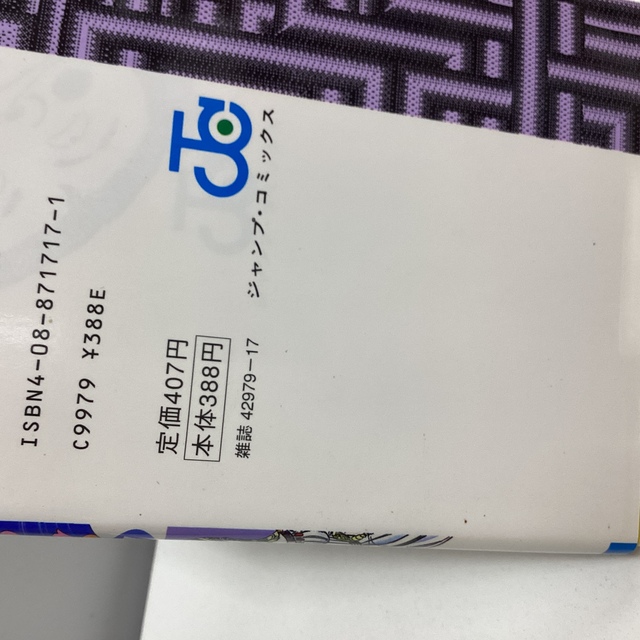 ジャンプ・コミックス
ISBN4-08-871717-1
C9979 ¥388E
定価407円
本体388円
雑誌 42979-17